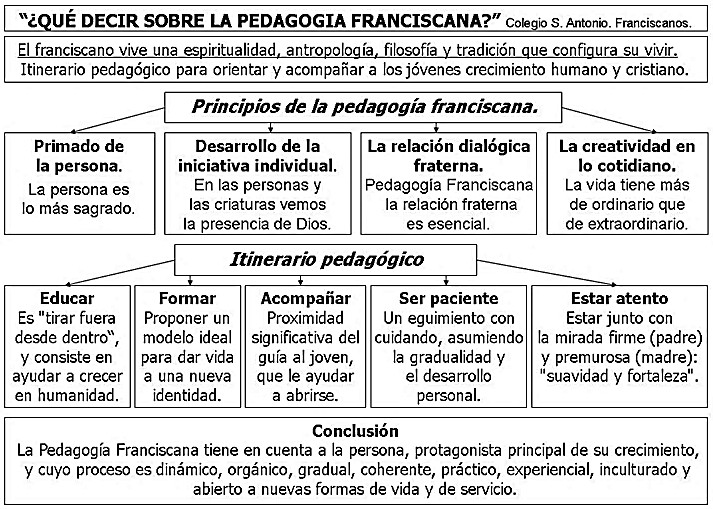 “¿QUÉ DECIR SOBRE LA PEDAGOGIA FRANCISCANA?” Colegio S. Antonio. Franciscanos.
El franciscano vive una espiritualidad, antropología, filosofía y tradición que configura su vivir.
Itinerario pedagógico para orientar y acompañar a los jóvenes crecimiento humano y cristiano.
Principios de la pedagogía franciscana.
Primado de
la persona.
La persona es
lo más sagrado.
Desarrollo de la
iniciativa individual.
En las personas y
las criaturas vemos
la presencia de Dios.
La relación dialógica
fraterna.
Pedagogía Franciscana
la relación fraterna
es esencial.
La creatividad en
lo cotidiano.
La vida tiene más
de ordinario que
de extraordinario.
Itinerario pedagógico
Educar
Es "tirar fuera
desde dentro“,
y consiste en
ayudar a crecer
en humanidad.
Formar
Proponer un
modelo ideal
para dar vida
a una nueva
identidad.
Acompañar
Proximidad
significativa del
guía al joven,
que le ayudar
a abrirse.
Ser paciente
Un eguimiento con
cuidando, asumiendo
la gradualidad y
el desarrollo
personal.
Estar atento
Estar junto con
la mirada firme (padre)
y premurosa (madre):
"suavidad y fortaleza".
Conclusión
La Pedagogía Franciscana tiene en cuenta a la persona, protagonista principal de su crecimiento,
y cuyo proceso es dinámico, orgánico, gradual, coherente, práctico, experiencial, inculturado y
abierto a nuevas formas de vida y de servicio.